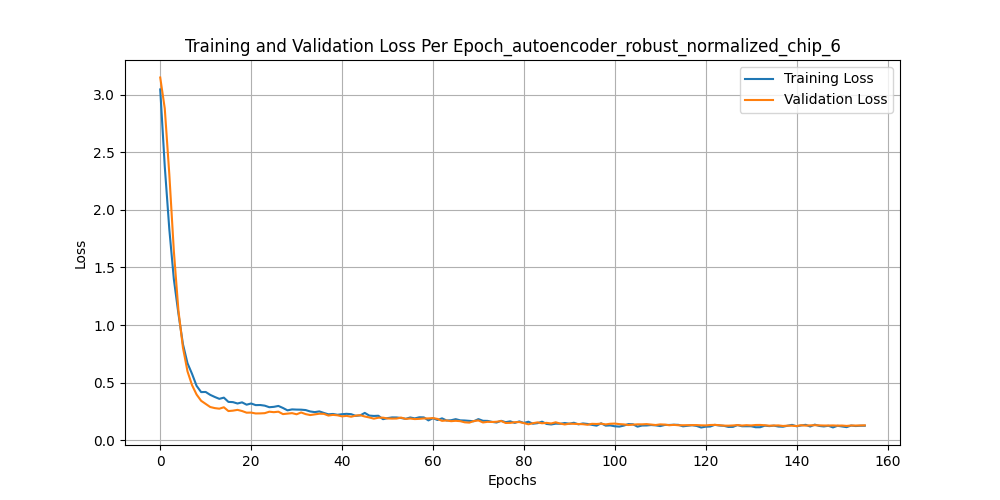 Training and Validation Loss Per Epoch_autoencoder_robust_normalized_chip_6
Training Loss
Validation Loss
3.0
2.5
2.0
1.5
1.0
0.5
0.0
Loss
0 20 40 60 80 100 120 140 160
Epochs